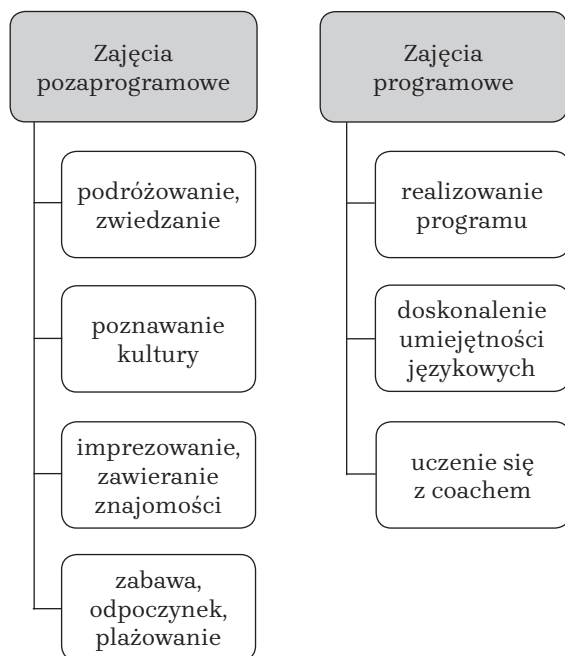 Zajęcia
pozaprogramowe
podróżowanie,
zwiedzanie
poznawanie
kultury
imprezowanie,
zawieranie
znajomości
zabawa,
odpoczynek,
plażowanie
Zajęcia
programowe
realizowanie
programu
doskonalenie
umiejętności
językowych
uczenie się
z coachem